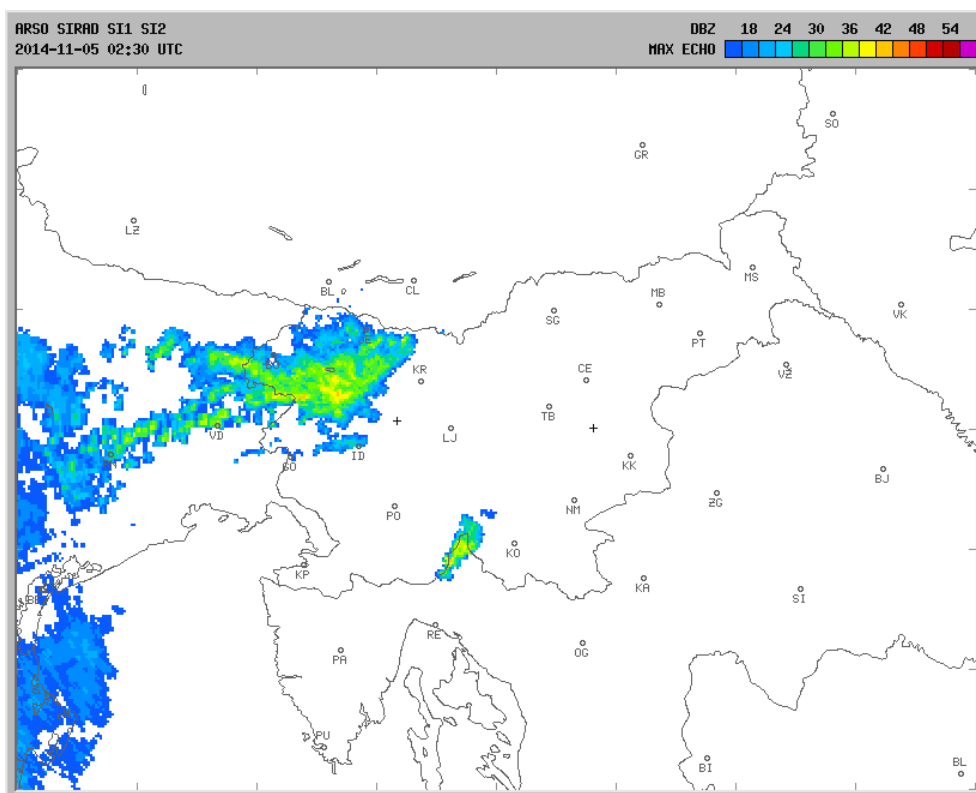 ARSO SIRAD SI1 SI2
2014-11-05 02:30 UTC
DBZ 18 24 30 36 42 48 54
MAX ECHO
SO
GR
LZ
MS
BL
CL
MB
VK
SG
PT
VZ
KR
CE
TB
VD
LJ
GO
ID
KK
BJ
ZG
PO
NM
KO
KP
KA
SI
RE
PA
OG
PU
BI
BL